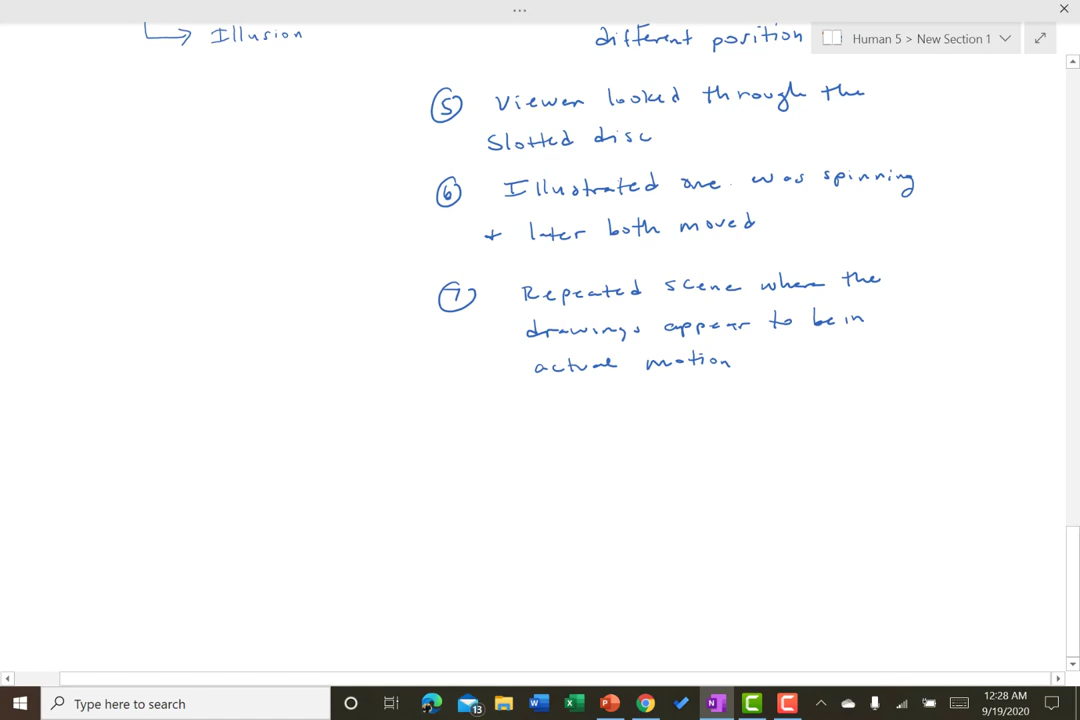 ...
Illusion
different position
Human 5 > New Section 1
5 Viewer looked through the
Slotted disc
6 Illustrated one was spinning
+ later both moved
7 Repeated scene where the
drawings appear to be in
actual motion
Type here to search
13
12:28 AM
9/19/2020